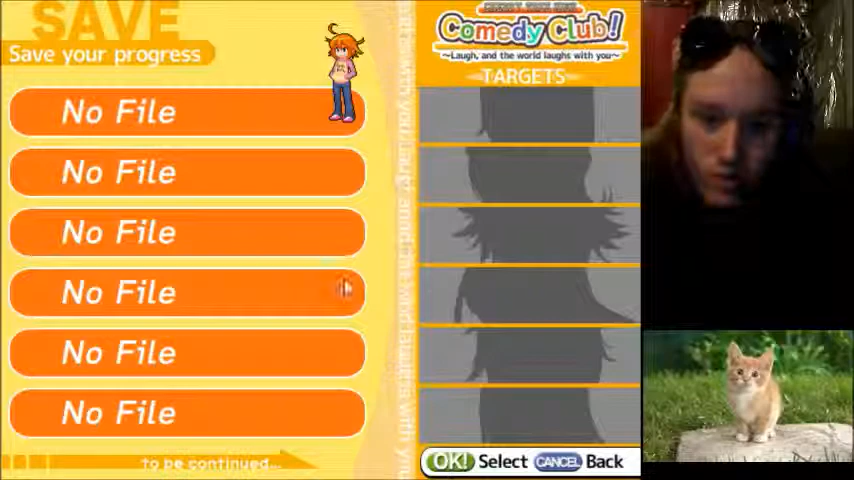 SAVE
Save your progress
No File
No File
No File
No File
No File
No File
to be continued...
Comedy Club!
~Laugh, and the world laughs with you~
TARGETS
OK! Select CANCEL Back